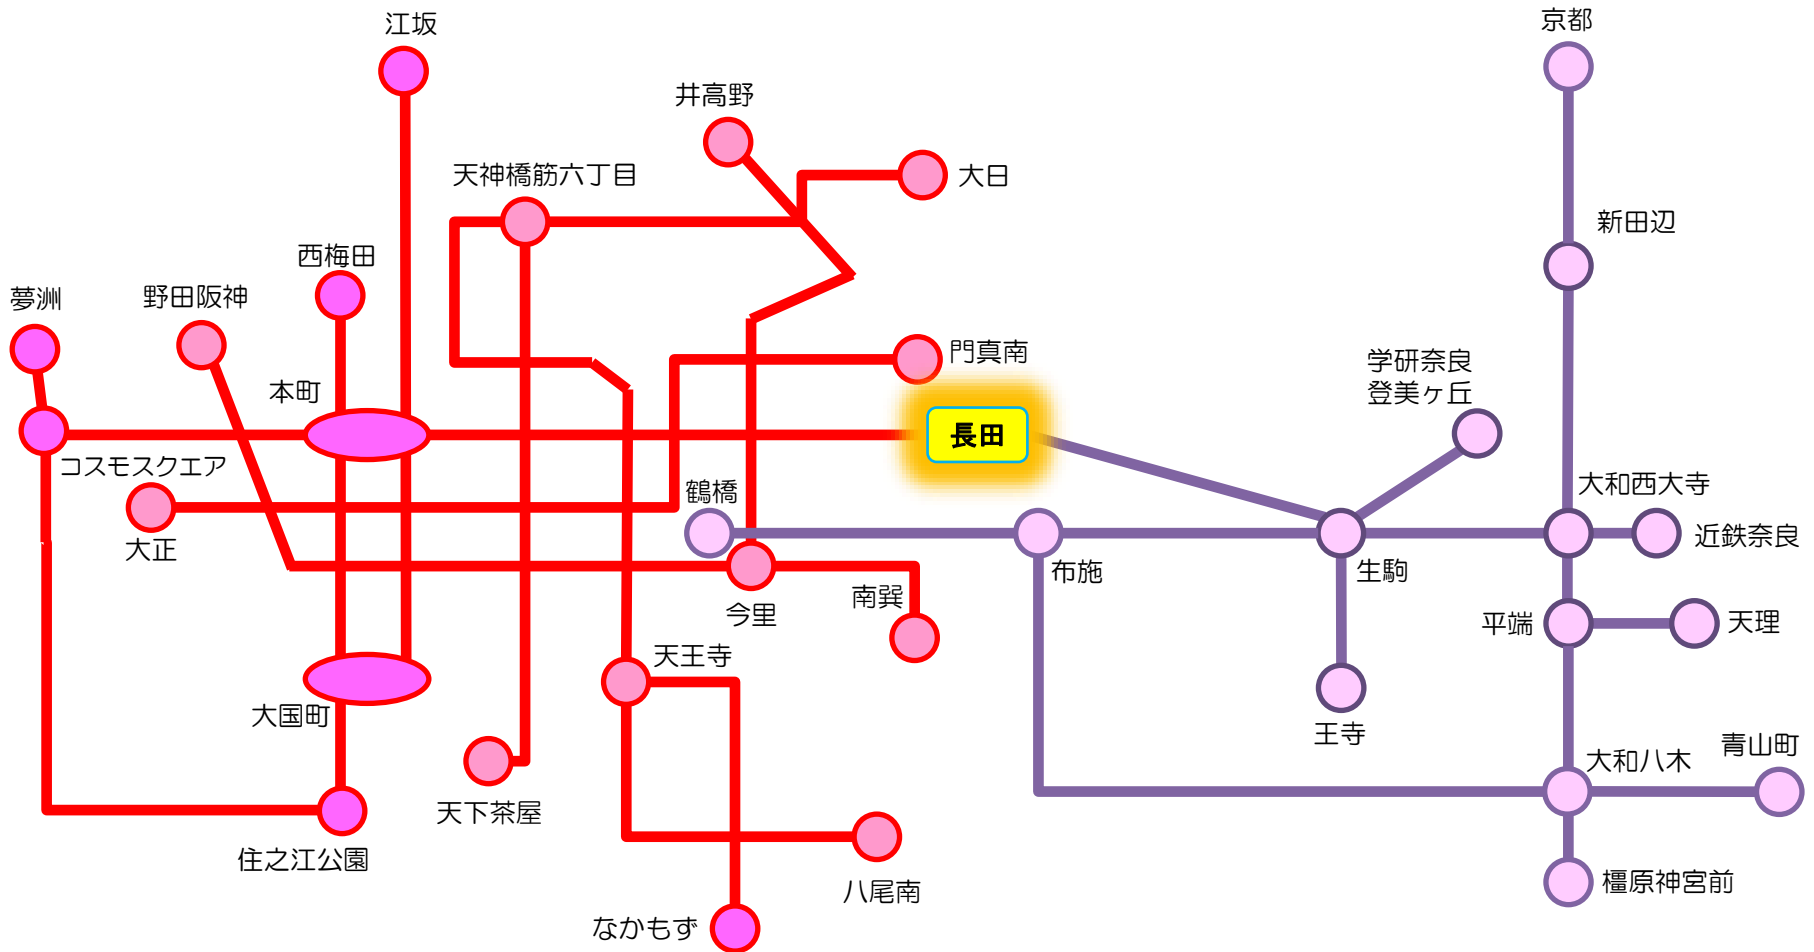 江坂
京都
井高野
天神橋筋六丁目
大日
新田辺
西梅田
夢洲
野田阪神
門真南
学研奈良
登美ヶ丘
本町
長田
コスモスクエア
鶴橋
大和西大寺
大正
近鉄奈良
布施
生駒
今里
南巽
平端
天理
天王寺
大国町
王寺
青山町
大和八木
天下茶屋
住之江公園
八尾南
橿原神宮前
なかもず